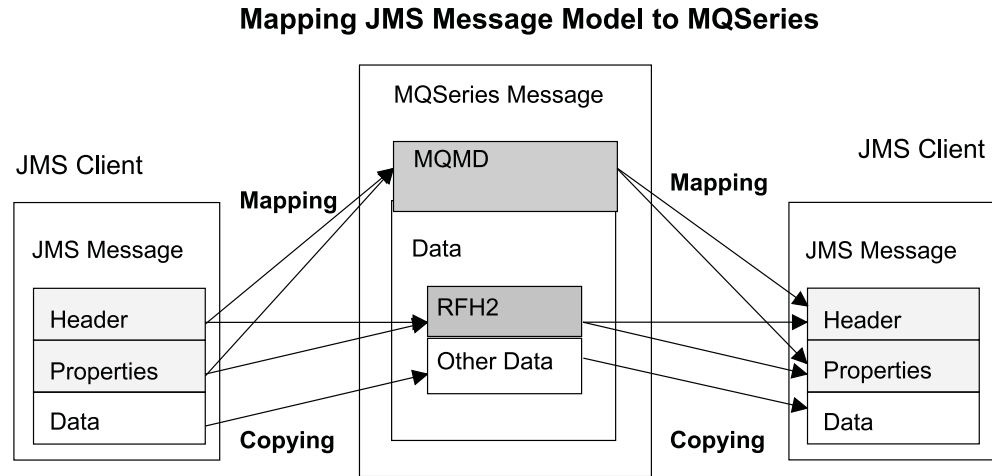 Mapping JMS Message Model to MQSeries
JMS Client
JMS Message
Header
Properties
Data
Mapping
Copying
MQSeries Message
MQMD
Data
RFH2
Other Data
Mapping
Copying
JMS Client
JMS Message
Header
Properties
Data